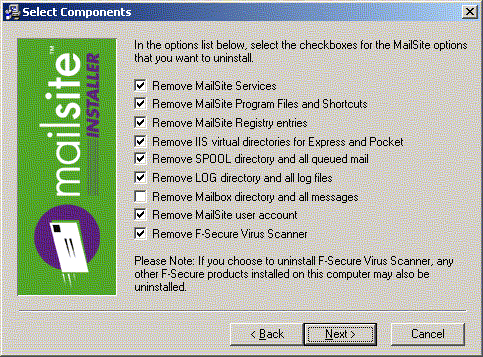 Select Components
In the options list below, select the checkboxes for the MailSite options
that you want to uninstall.
Remove MailSite Services
Remove MailSite Program Files and Shortcuts
Remove MailSite Registry entries
Remove IIS virtual directories for Express and Pocket
Remove SPOOL directory and all queued mail
Remove LOG directory and all log files
Remove Mailbox directory and all messages
Remove MailSite user account
Remove F-Secure Virus Scanner
Please Note: If you choose to uninstall F-Secure Virus Scanner, any
other F-Secure products installed on this computer may also be
uninstalled.
mailsite™
INSTALLER
< Back
Next >
Cancel